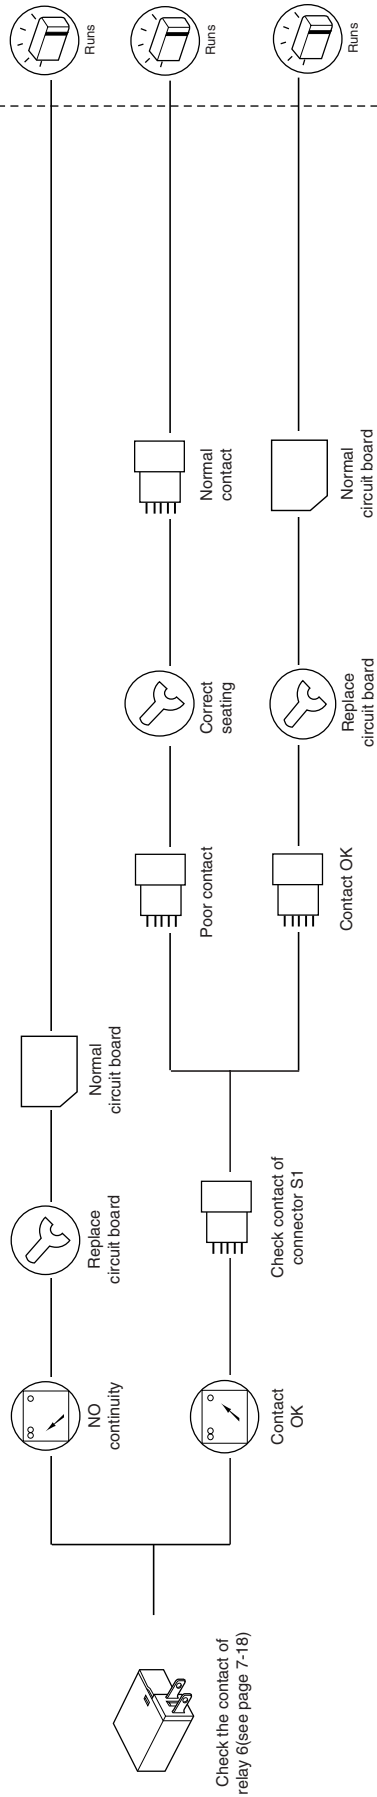 Check the contact of
relay 6(see page 7-18)
NO
continuity
Replace
circuit board
Normal
circuit board
Runs
Contact
OK
Check contact of
connector S1
Poor contact
Correct
seating
Normal
contact
Runs
Contact OK
Replace
circuit board
Normal
circuit board
Runs